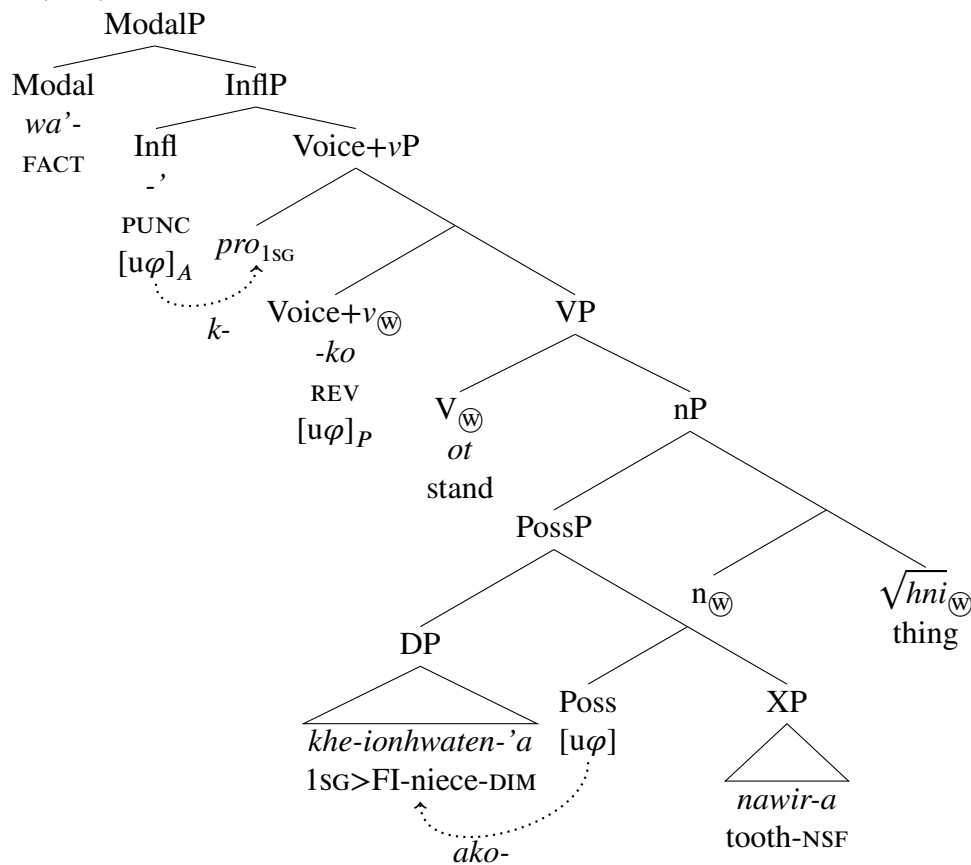 ModalP
Modal InflP
wa'- Infl Voice+vP
FACT -'
PUNC pro1SG
[uφ]A
k- Voice+vⓌ VP
-ko
REV VⓌ nP
[uφ]P ot
stand
PossP
nⓌ √hniⓌ
thing
DP
Poss XP
khe-ionhwaten-'a [uφ]
1SG>FI-niece-DIM nawir-a
tooth-NSF
ako-